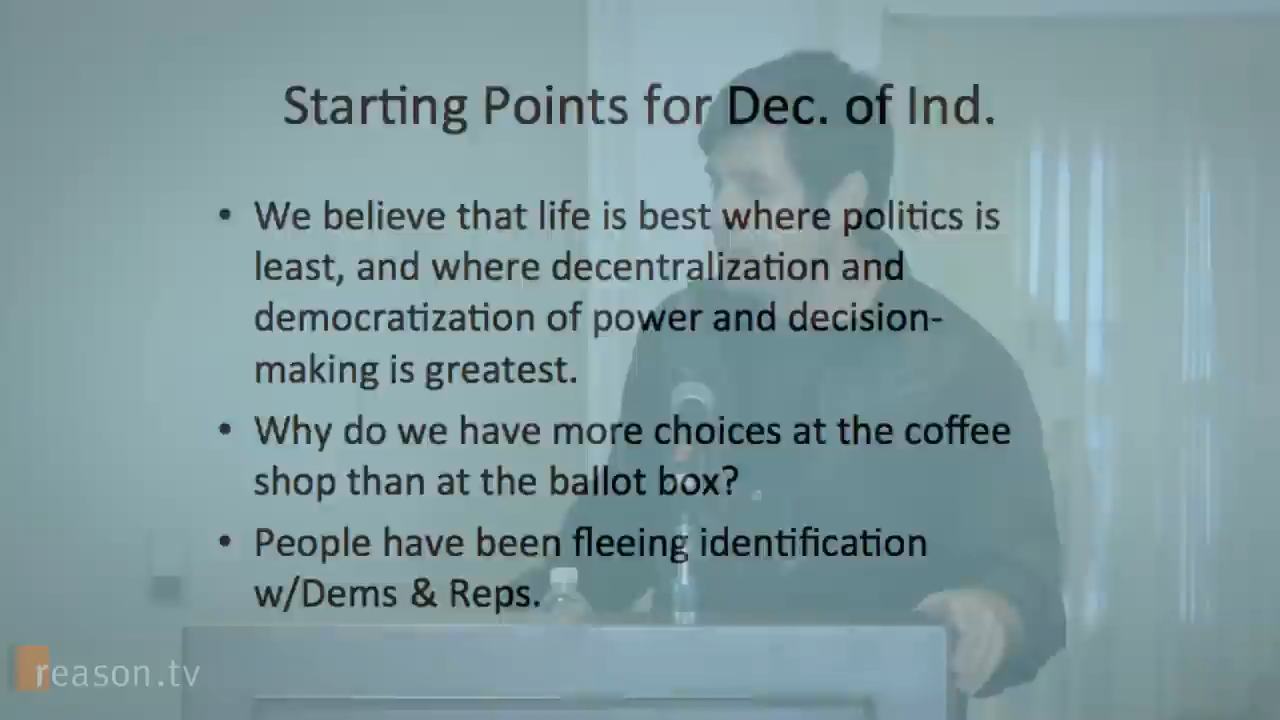 Starting Points for Dec. of Ind.
• We believe that life is best where politics is
least, and where decentralization and
democratization of power and decision-
making is greatest.
• Why do we have more choices at the coffee
shop than at the ballot box?
• People have been fleeing identification
w/Dems & Reps.
reason.tv